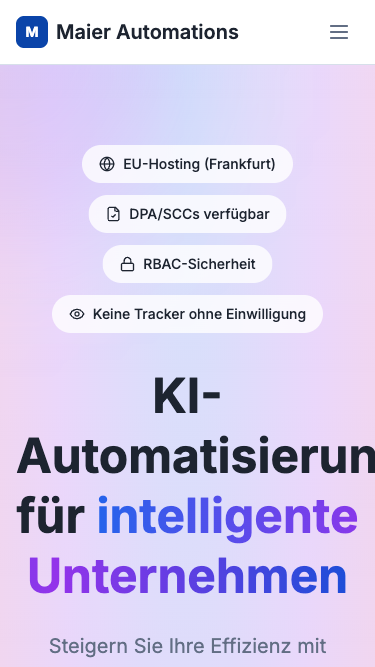 M Maier Automations
EU-Hosting (Frankfurt)
DPA/SCCs verfügbar
RBAC-Sicherheit
Keine Tracker ohne Einwilligung
KI-
Automatisierun
für intelligente
Unternehmen
Steigern Sie Ihre Effizienz mit